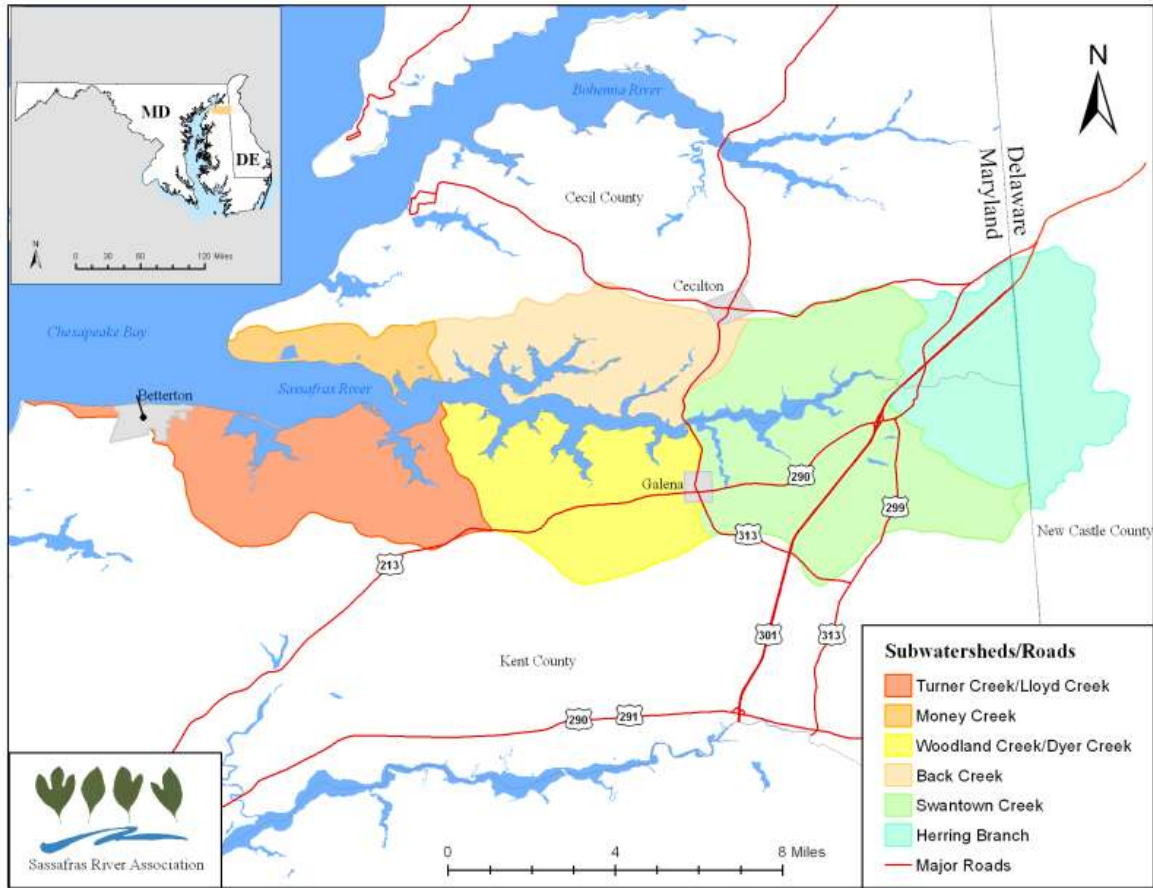 N
MD
DE
N
0 30 60 120 Miles
Bohemia River
Cecil County
Delaware
Maryland
Cecilton
Chesapeake Bay
Sassafras River
Betterton
Galena
290
299
313
New Castle County
213
301
313
Kent County
290
291
Subwatersheds/Roads
Turner Creek/Lloyd Creek
Money Creek
Woodland Creek/Dyer Creek
Back Creek
Swantown Creek
Herring Branch
Major Roads
Sassafras River Association
0 4 8 Miles